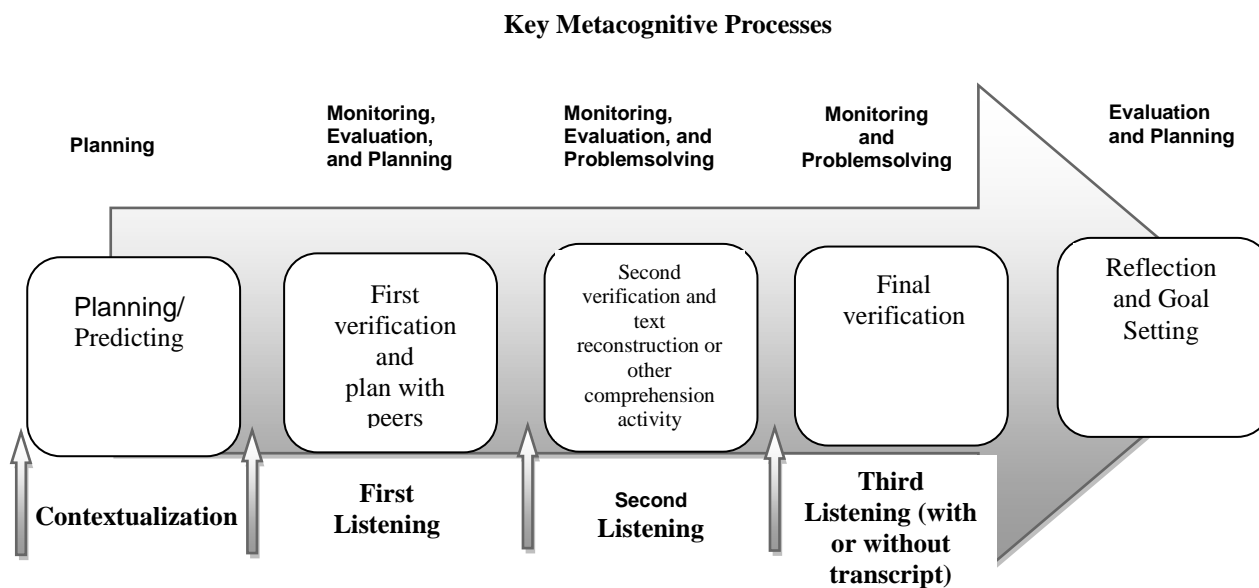 Key Metacognitive Processes
Planning
Monitoring,
Evaluation,
and Planning
Monitoring,
Evaluation, and
Problemsolving
Monitoring
and
Problemsolving
Evaluation
and Planning
Planning/
Predicting
First
verification
and
plan with
peers
Second
verification and
text
reconstruction or
other
comprehension
activity
Final
verification
Reflection
and Goal
Setting
Contextualization
First
Listening
Second
Listening
Third
Listening (with
or without
transcript)